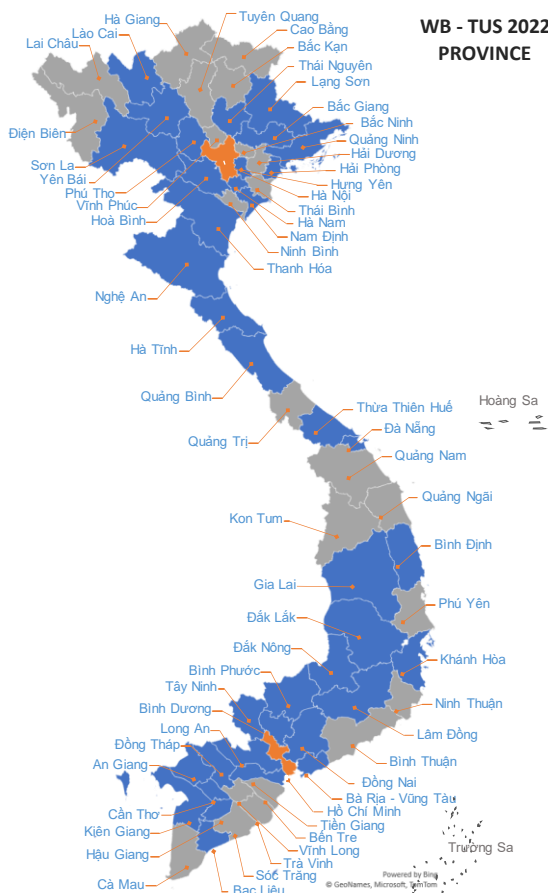 WB - TUS 2022
PROVINCE
Hà Giang
Tuyên Quang
Cao Bằng
Lào Cai
Bắc Kạn
Lai Châu
Thái Nguyên
Lạng Sơn
Bắc Giang
Điện Biên
Bắc Ninh
Quảng Ninh
Sơn La
Hải Dương
Yên Bái
Hải Phòng
Phú Thọ
Hưng Yên
Vĩnh Phúc
Hà Nội
Hoà Bình
Thái Bình
Hà Nam
Nam Định
Ninh Bình
Thanh Hóa
Nghệ An
Hà Tĩnh
Quảng Bình
Hoàng Sa
Thừa Thiên Huế
Đà Nẵng
Quảng Trị
Quảng Nam
Quảng Ngãi
Kon Tum
Bình Định
Gia Lai
Phú Yên
Đắk Lắk
Đắk Nông
Khánh Hòa
Bình Phước
Tây Ninh
Ninh Thuận
Bình Dương
Lâm Đồng
Long An
Đồng Tháp
Bình Thuận
An Giang
Đồng Nai
Bà Rịa - Vũng Tàu
Cần Thơ
Hồ Chí Minh
Kiên Giang
Tiền Giang
Bến Tre
Hậu Giang
Vĩnh Long
Trường Sa
Trà Vinh
Sóc Trăng
Cà Mau
Bạc Liêu
Powered by Bing
© GeoNames, Microsoft, TomTom